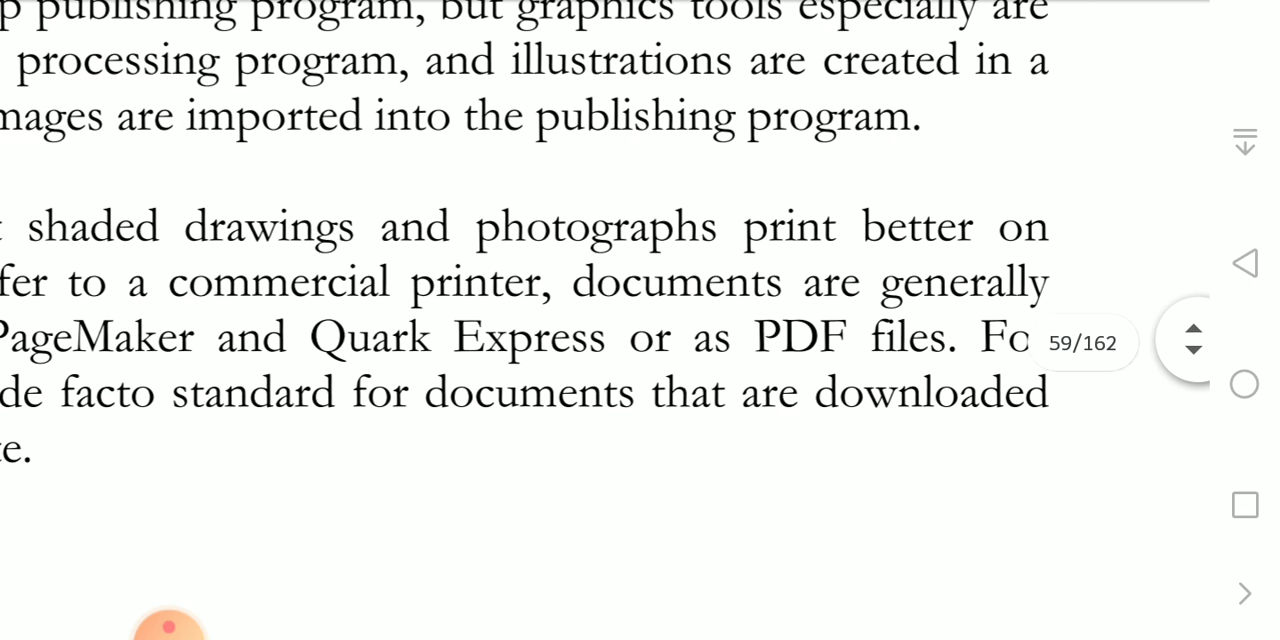 p publishing program, but graphics tools especially are
processing program, and illustrations are created in a
mages are imported into the publishing program.
shaded drawings and photographs print better on
fer to a commercial printer, documents are generally
PageMaker and Quark Express or as PDF files. Fo
59/162
de facto standard for documents that are downloaded
te.